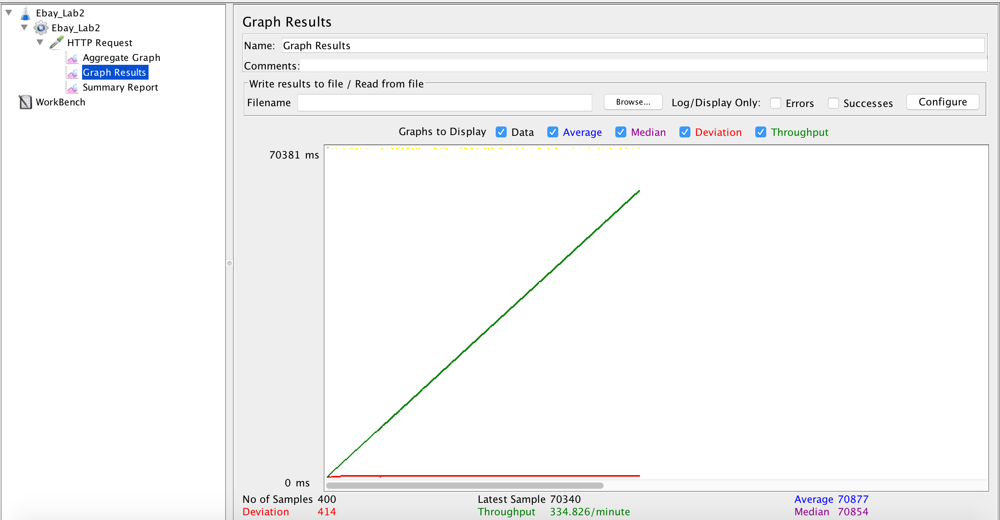 Ebay_Lab2
Ebay_Lab2
HTTP Request
Aggregate Graph
Graph Results
Summary Report
WorkBench
Graph Results
Name: Graph Results
Comments:
Write results to file / Read from file
Filename Browse... Log/Display Only: Errors Successes Configure
Graphs to Display Data Average Median Deviation Throughput
70381 ms
0 ms
No of Samples 400 Latest Sample 70340 Average 70877
Deviation 414 Throughput 334.826/minute Median 70854